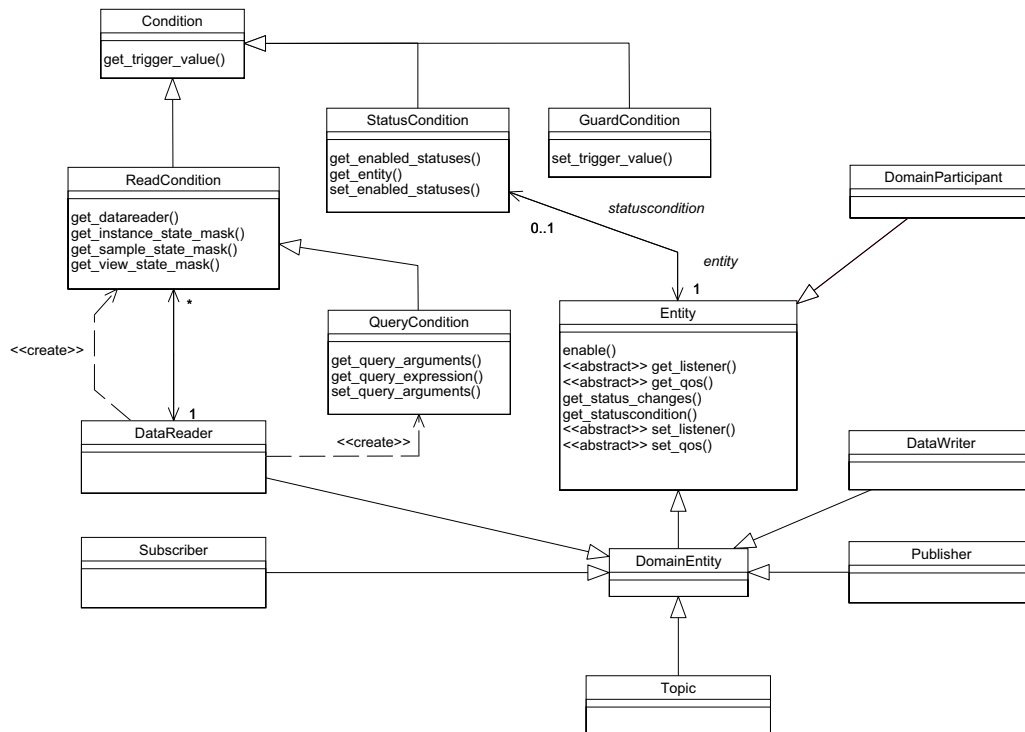 Condition
get_trigger_value()
StatusCondition
get_enabled_statuses()
get_entity()
set_enabled_statuses()
GuardCondition
set_trigger_value()
ReadCondition
get_datareader()
get_instance_state_mask()
get_sample_state_mask()
get_view_state_mask()
DomainParticipant
statuscondition
0..1
entity
1
*
<<create>>
QueryCondition
get_query_arguments()
get_query_expression()
set_query_arguments()
Entity
enable()
<<abstract>> get_listener()
<<abstract>> get_qos()
get_status_changes()
get_statuscondition()
<<abstract>> set_listener()
<<abstract>> set_qos()
1
DataReader
<<create>>
DataWriter
Subscriber
DomainEntity
Publisher
Topic